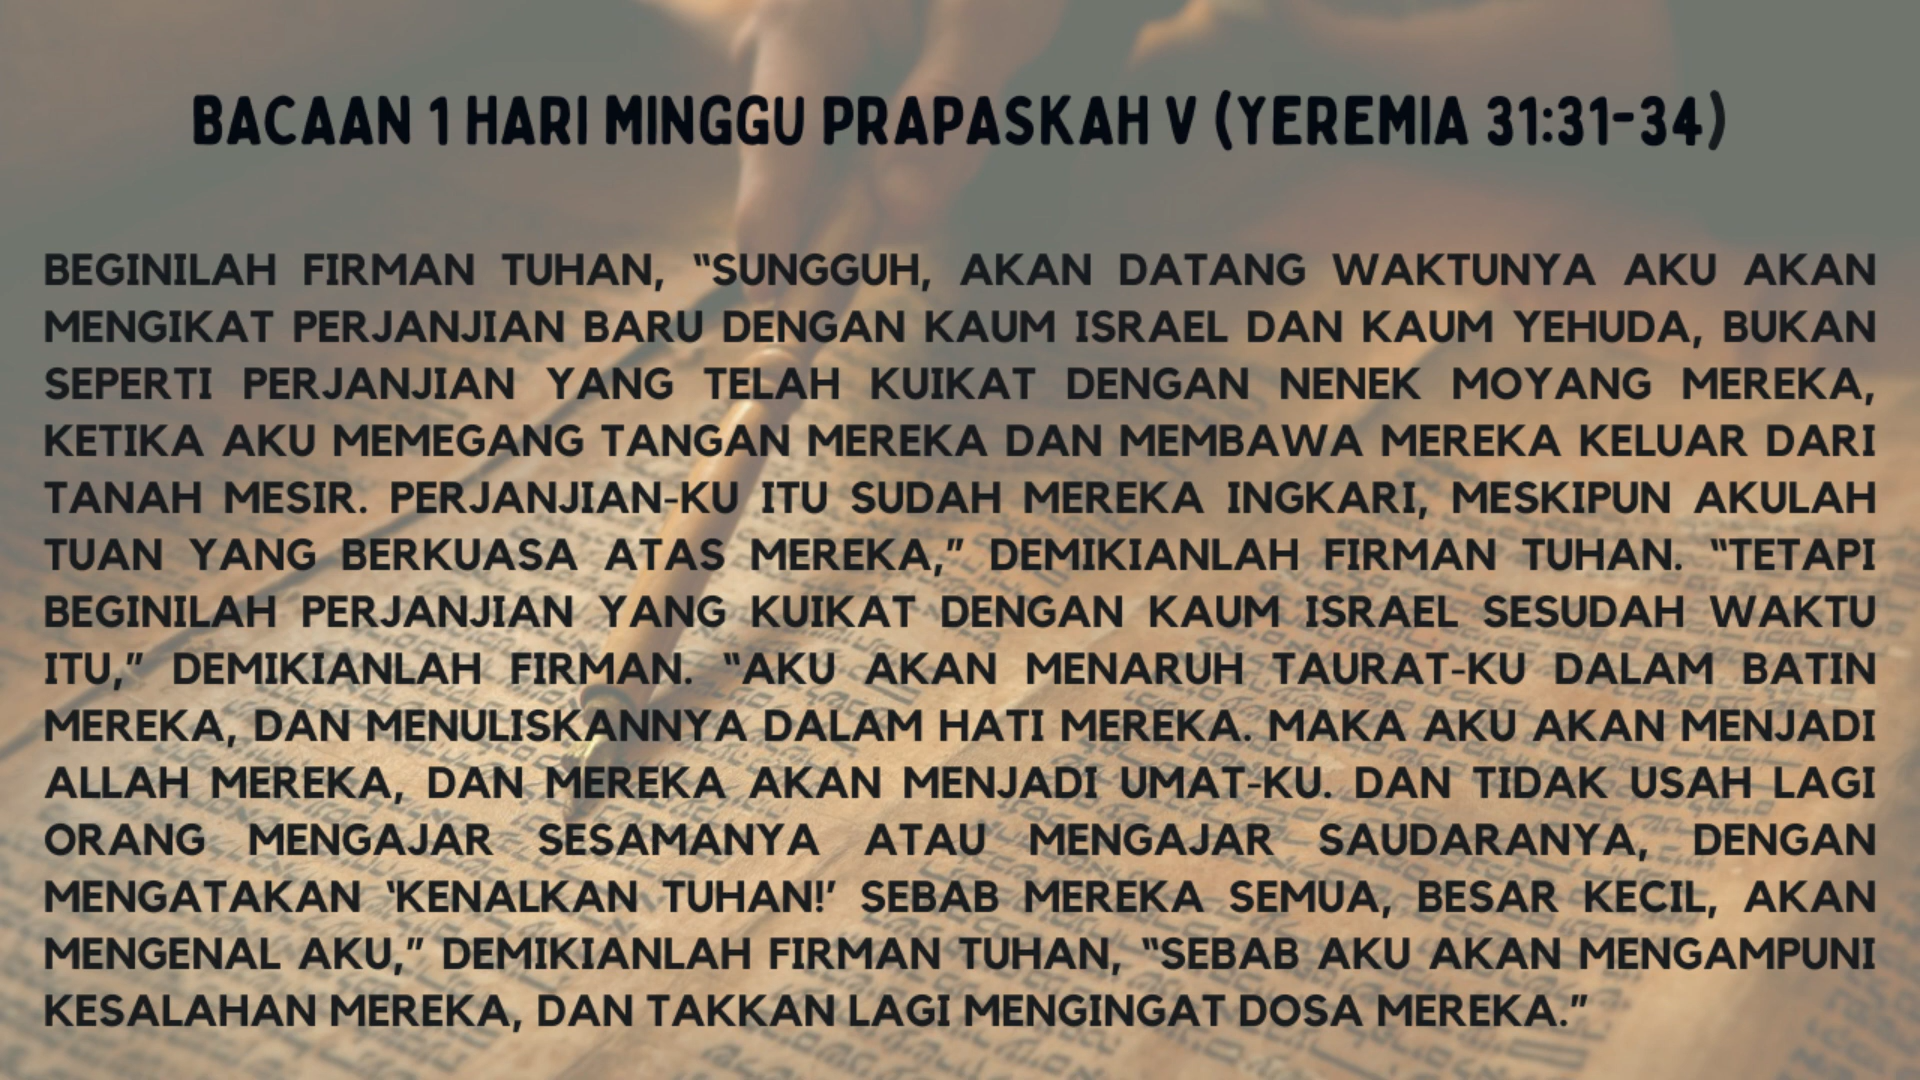 BACAAN 1 HARI MINGGU PRAPASKAH V (YEREMIA 31:31-34)
BEGINILAH FIRMAN TUHAN, “SUNGGUH, AKAN DATANG WAKTUNYA AKU AKAN
MENGIKAT PERJANJIAN BARU DENGAN KAUM ISRAEL DAN KAUM YEHUDA, BUKAN
SEPERTI PERJANJIAN YANG TELAH KUIKAT DENGAN NENEK MOYANG MEREKA,
KETIKA AKU MEMEGANG TANGAN MEREKA DAN MEMBAWA MEREKA KELUAR DARI
TANAH MESIR. PERJANJIAN-KU ITU SUDAH MEREKA INGKARI, MESKIPUN AKULAH
TUAN YANG BERKUASA ATAS MEREKA,” DEMIKIANLAH FIRMAN TUHAN. “TETAPI
BEGINILAH PERJANJIAN YANG KUIKAT DENGAN KAUM ISRAEL SESUDAH WAKTU
ITU,” DEMIKIANLAH FIRMAN. “AKU AKAN MENARUH TAURAT-KU DALAM BATIN
MEREKA, DAN MENULISKANNYA DALAM HATI MEREKA. MAKA AKU AKAN MENJADI
ALLAH MEREKA, DAN MEREKA AKAN MENJADI UMAT-KU. DAN TIDAK USAH LAGI
ORANG MENGAJAR SESAMANYA ATAU MENGAJAR SAUDARANYA, DENGAN
MENGATAKAN ‘KENALKAN TUHAN!’ SEBAB MEREKA SEMUA, BESAR KECIL, AKAN
MENGENAL AKU,” DEMIKIANLAH FIRMAN TUHAN, “SEBAB AKU AKAN MENGAMPUNI
KESALAHAN MEREKA, DAN TAKKAN LAGI MENGINGAT DOSA MEREKA.”